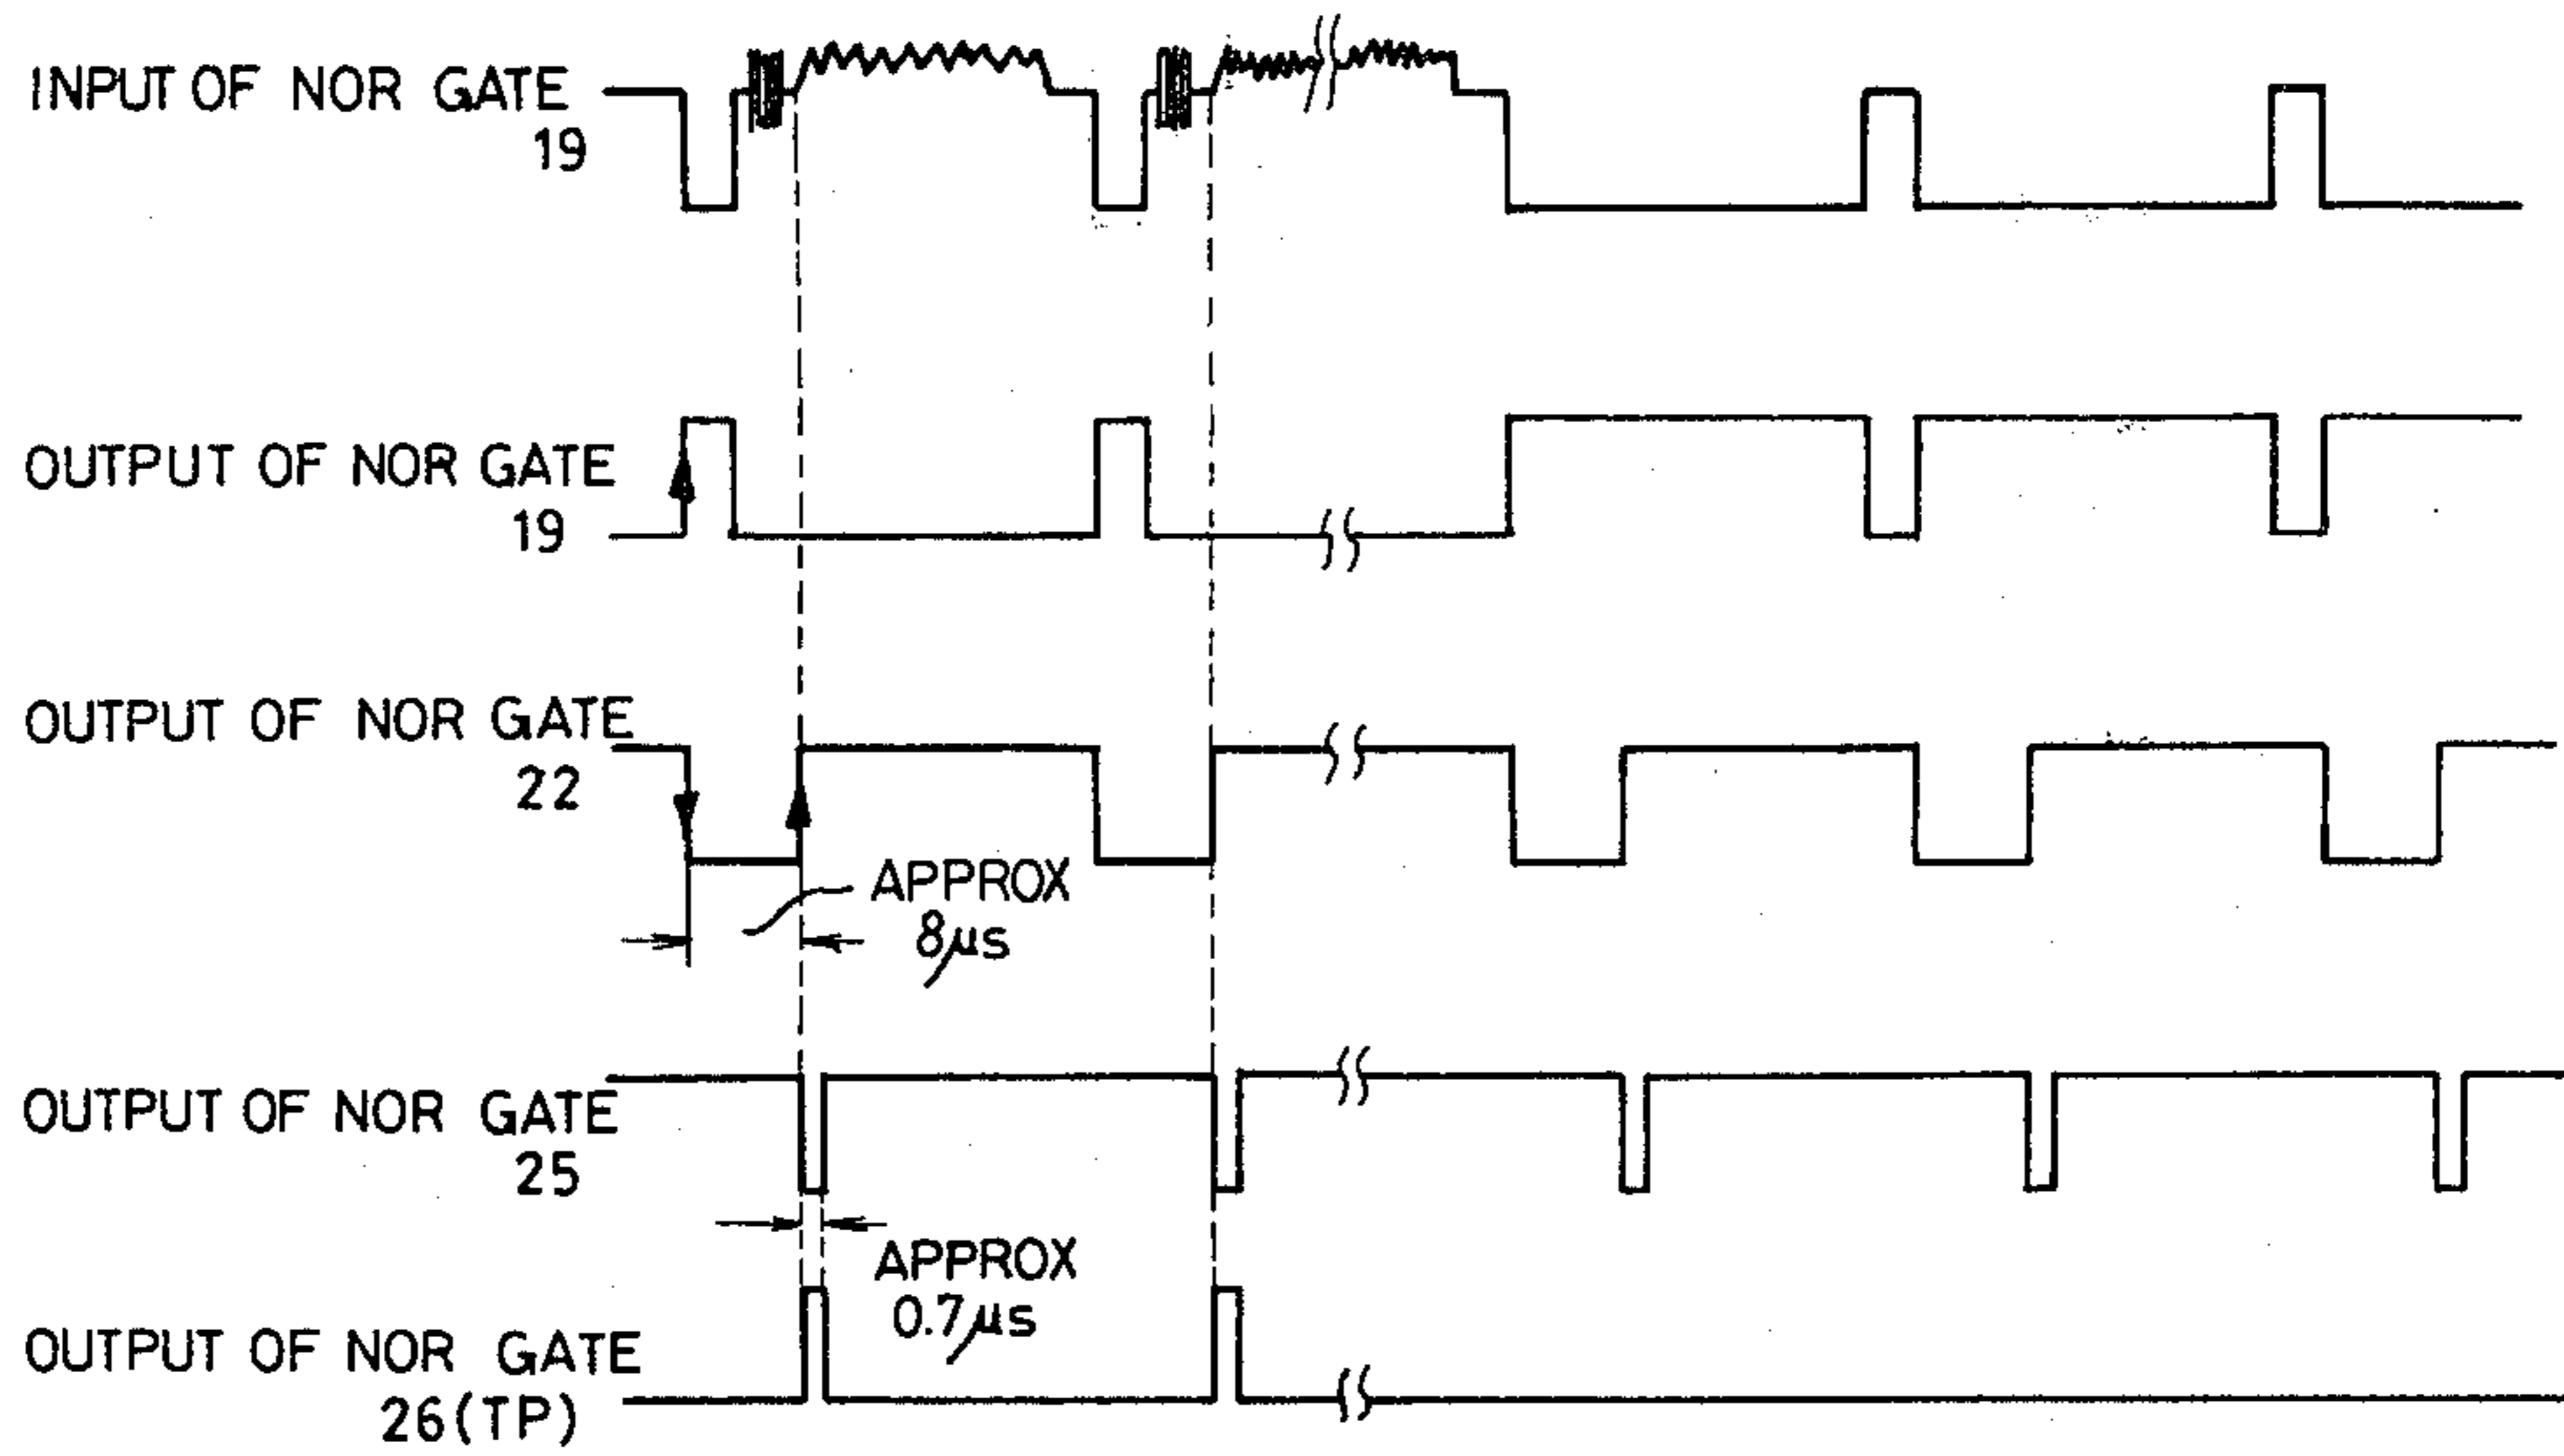 INPUT OF NOR GATE
19
OUTPUT OF NOR GATE
19
OUTPUT OF NOR GATE
22
APPROX
8μs
OUTPUT OF NOR GATE
25
APPROX
0.7μs
OUTPUT OF NOR GATE
26(TP)